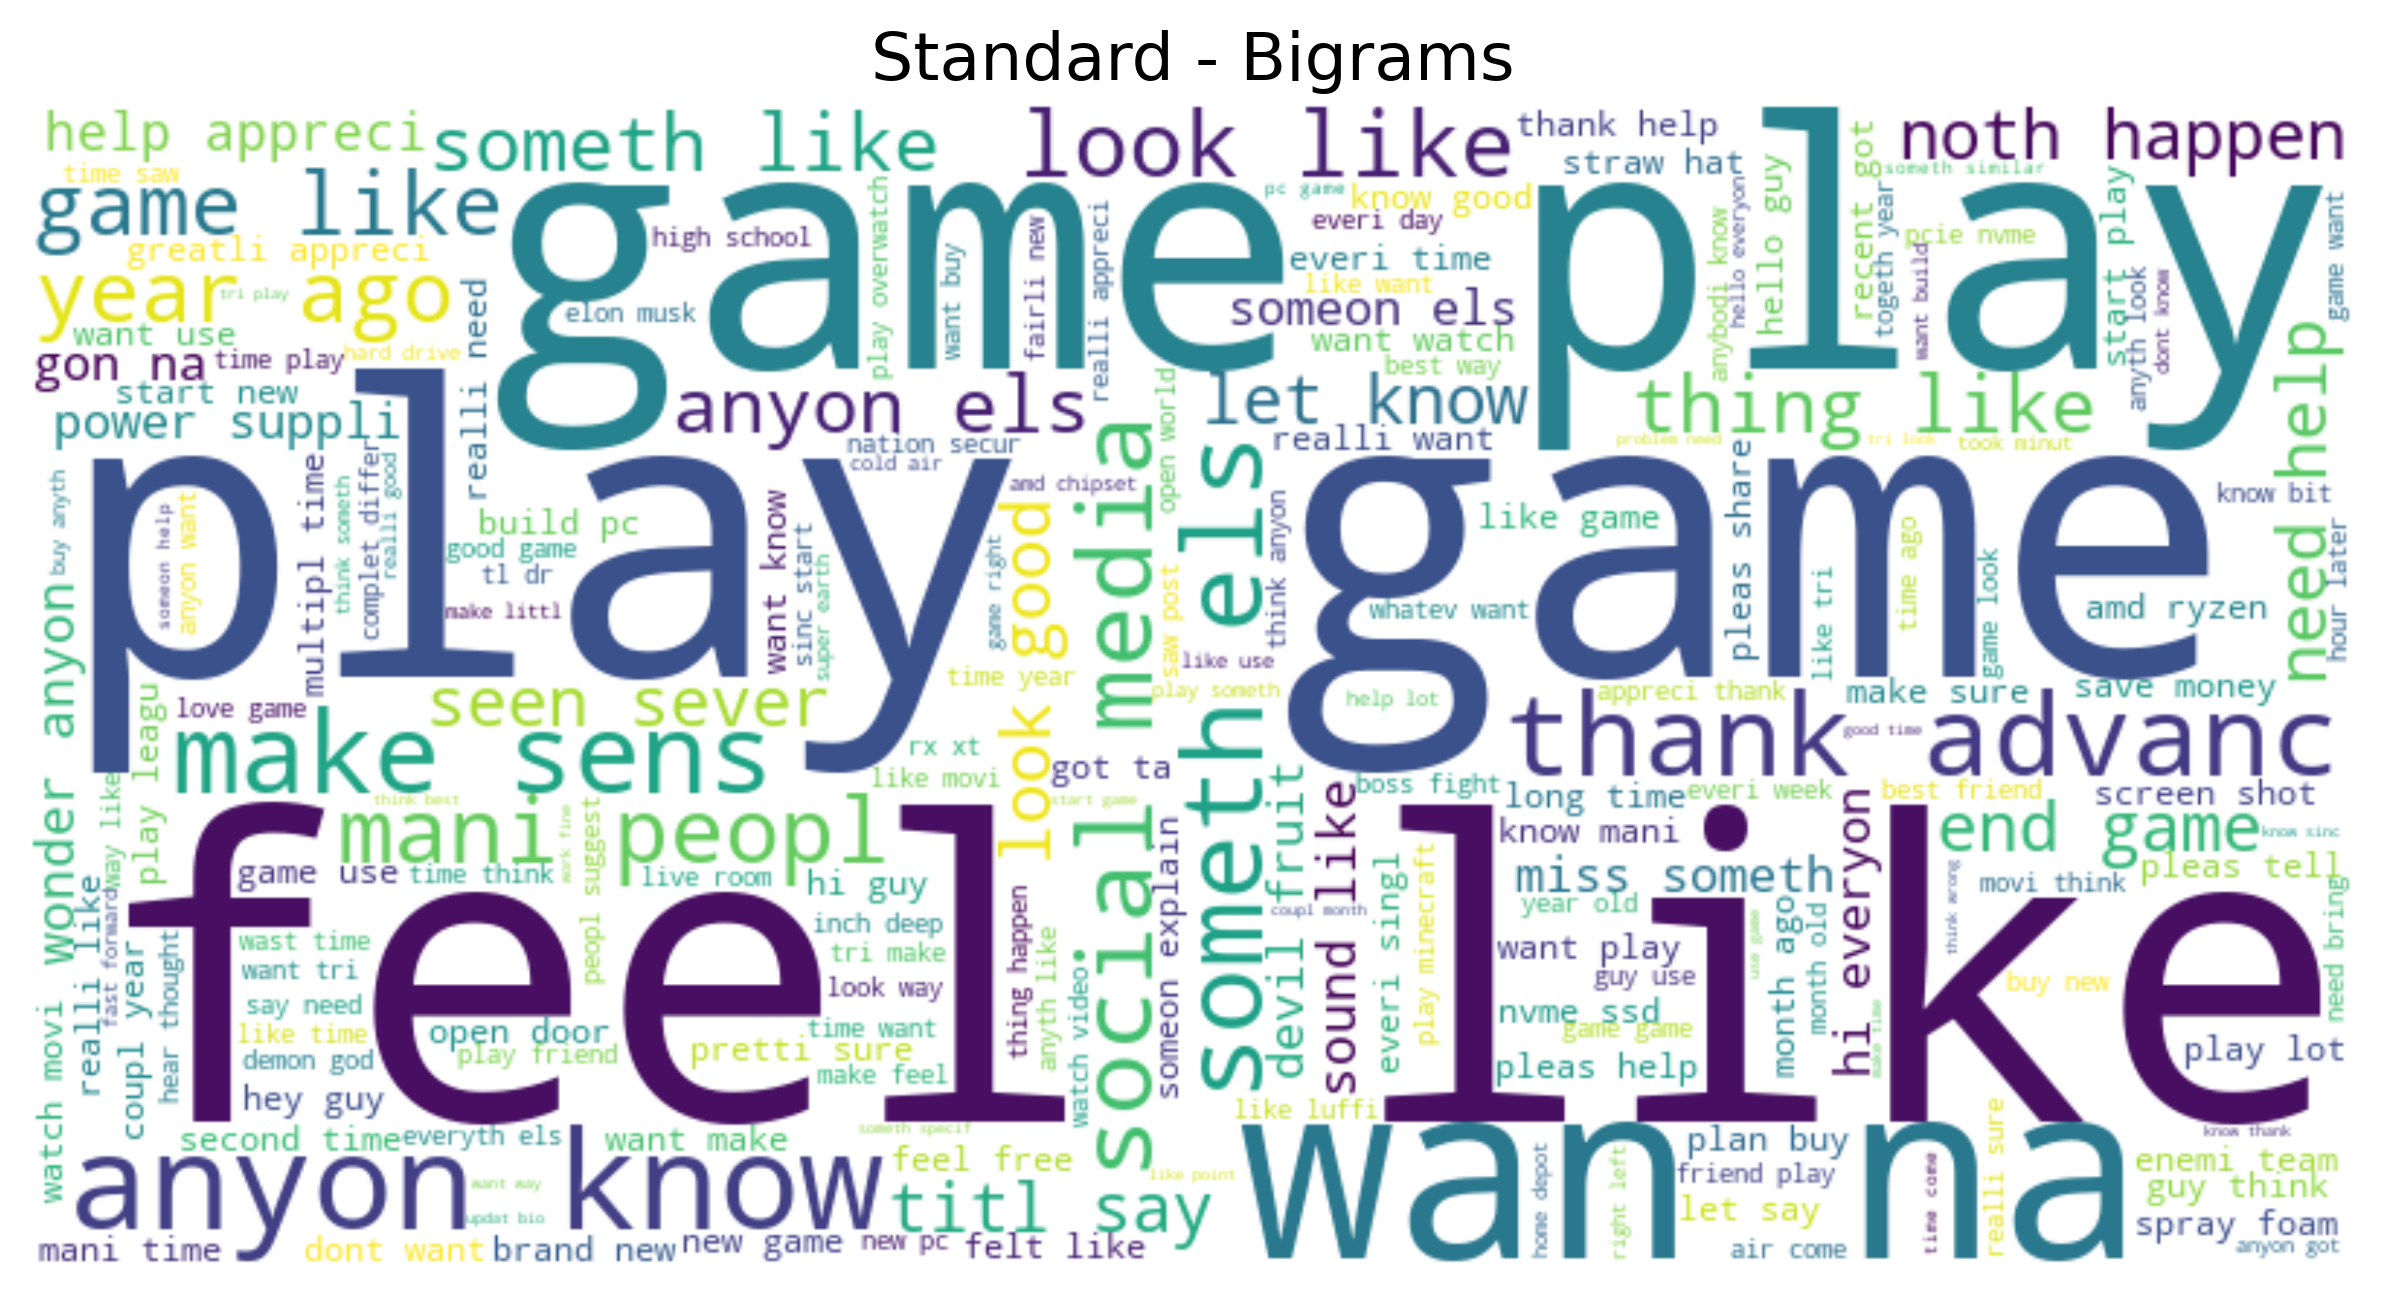 Standard - Bigrams
help appreci
someth like
look like
thank help
noth happen
time saw
straw hat
someth similar
game like
game play
pc game
know good
everi day
high school
greatli appreci
pcie nvme
everi time
like want
year ago
tri play
elon musk
someon els
want use
want watch
gon na
time play
hard drive
best way
start new
power suppli
anyon els
let know
thing like
play overwatch
want buy
fairli new
realli appreci
anybodi know
hello everyon
hello guy
recent got
togeth year
want build
start play
anyth look
dont know
game want
realli need
nation secur
cold air
open world
realli want
problem need
tri look
took minut
play game
amd chipset
know bit
build pc
like game
good game
tl dr
make littl
whatev want
amd ryzen
buy anyth
someon help
anyon want
multipl time
think someth
complet differ
realli good
want know
sinc start
super earth
game right
look good
social media
saw post
someth els
think anyon
pleas share
like tri
time ago
game look
need help
hour later
like use
time year
play someth
help lot
appreci thank
make sure
save money
love game
seen sever
make sens
thank advanc
good time
rx xt
like movi
got ta
boss fight
long time
everi week
best friend
screen shot
think best
start game
mani peopl
know mani
end game
know sinc
feel like
game use
time think
live room
hi guy
miss someth
movi think
pleas tell
watch movi
wonder anyon
play leagu
way like
fast forward
realli like
coupl year
hear thought
work fine
peopl suggest
inch deep
wast time
tri make
want tri
look way
say need
like time
open door
time want
play friend
pretti sure
demon god
make feel
hey guy
thing happen
anyth like
watch video
someon explain
devil fruit
coupl month
sound like
everi singl
play minecraft
year old
want play
guy use
nvme ssd
game game
pleas help
use game
month ago
month old
hi everyon
make time
think wrong
buy new
need bring
play lot
like luffi
second time
everyth els
want make
someth specif
wan na
plan buy
know thank
anyon know
feel free
like point
friend play
enemi team
want way
guy think
titl say
let say
updat bio
home depot
right left
time come
realli sure
spray foam
mani time
dont want
brand new
new game
new pc
felt like
air come
anyon got